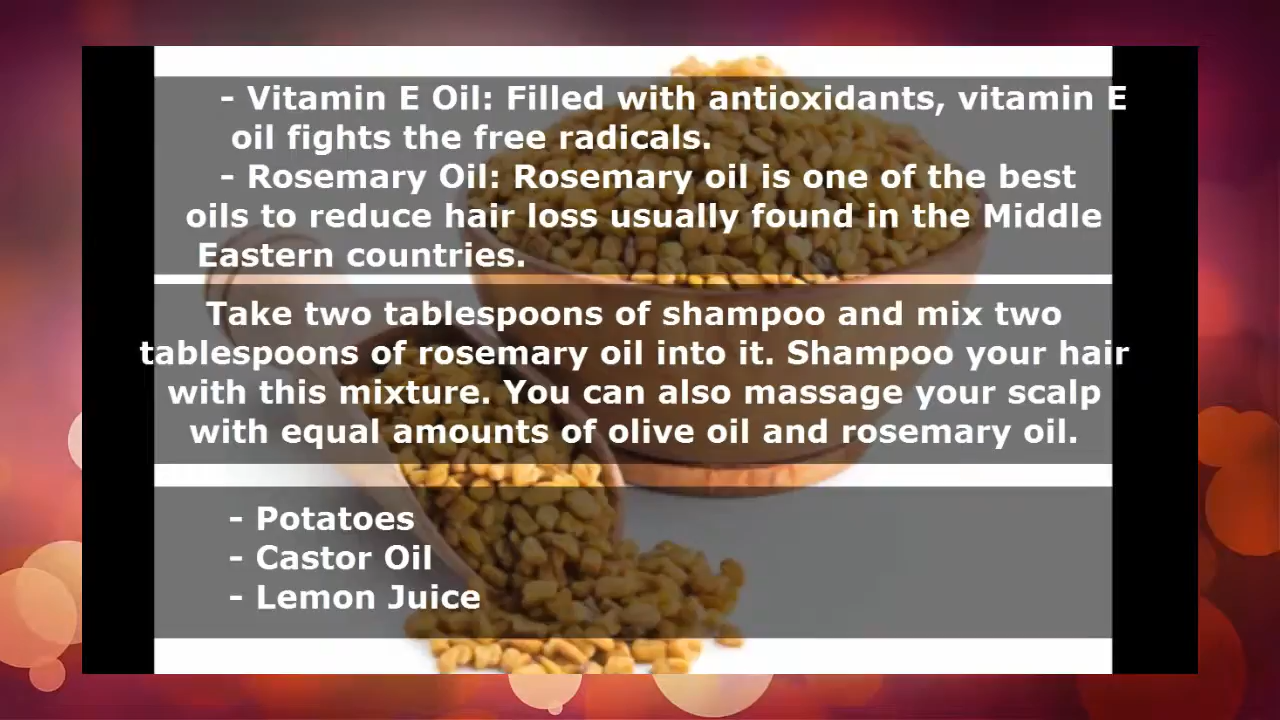 - Vitamin E Oil: Filled with antioxidants, vitamin E
oil fights the free radicals.
- Rosemary Oil: Rosemary oil is one of the best
oils to reduce hair loss usually found in the Middle
Eastern countries.
Take two tablespoons of shampoo and mix two
tablespoons of rosemary oil into it. Shampoo your hair
with this mixture. You can also massage your scalp
with equal amounts of olive oil and rosemary oil.
- Potatoes
- Castor Oil
- Lemon Juice